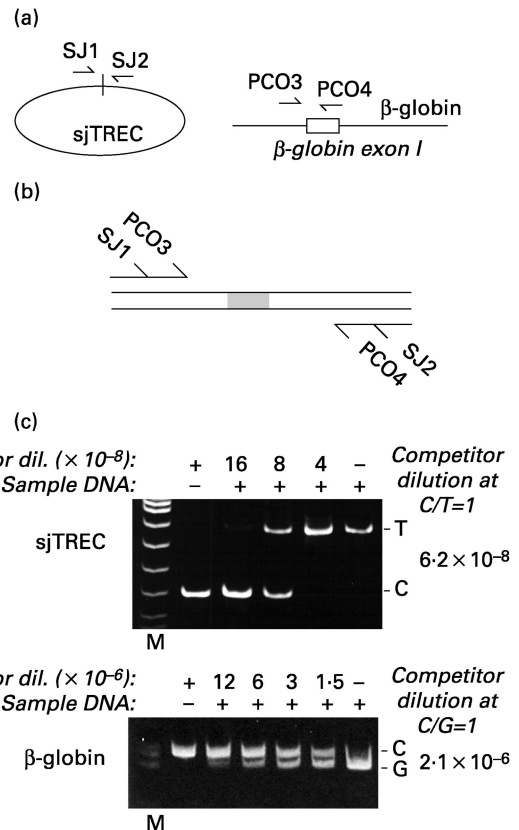 (a)
SJ1
SJ2
sjTREC
PCO3
PCO4
β-globin
β-globin exon I
(b)
SJ1 PCO3
PCO4 SJ2
(c)
or dil. (× 10–8): + 16 8 4 –
Sample DNA: – + + + +
Competitor
dilution at
C/T=1
sjTREC
T
6·2 × 10–8
C
M
or dil. (× 10–6): + 12 6 3 1·5 –
Sample DNA: – + + + + +
Competitor
dilution at
C/G=1
β-globin
C
G
2·1 × 10–6
M